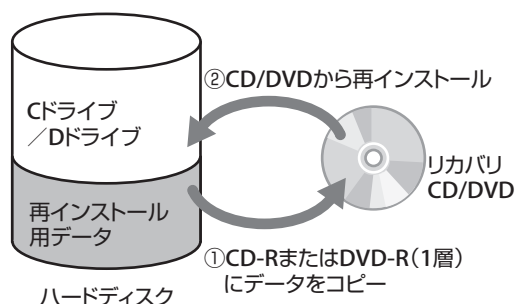 ②CD/DVDから再インストール
Cドライブ
／Dドライブ
リカバリ
CD/DVD
再インストール
用データ
①CD-RまたはDVD-R（1層）
にデータをコピー
ハードディスク